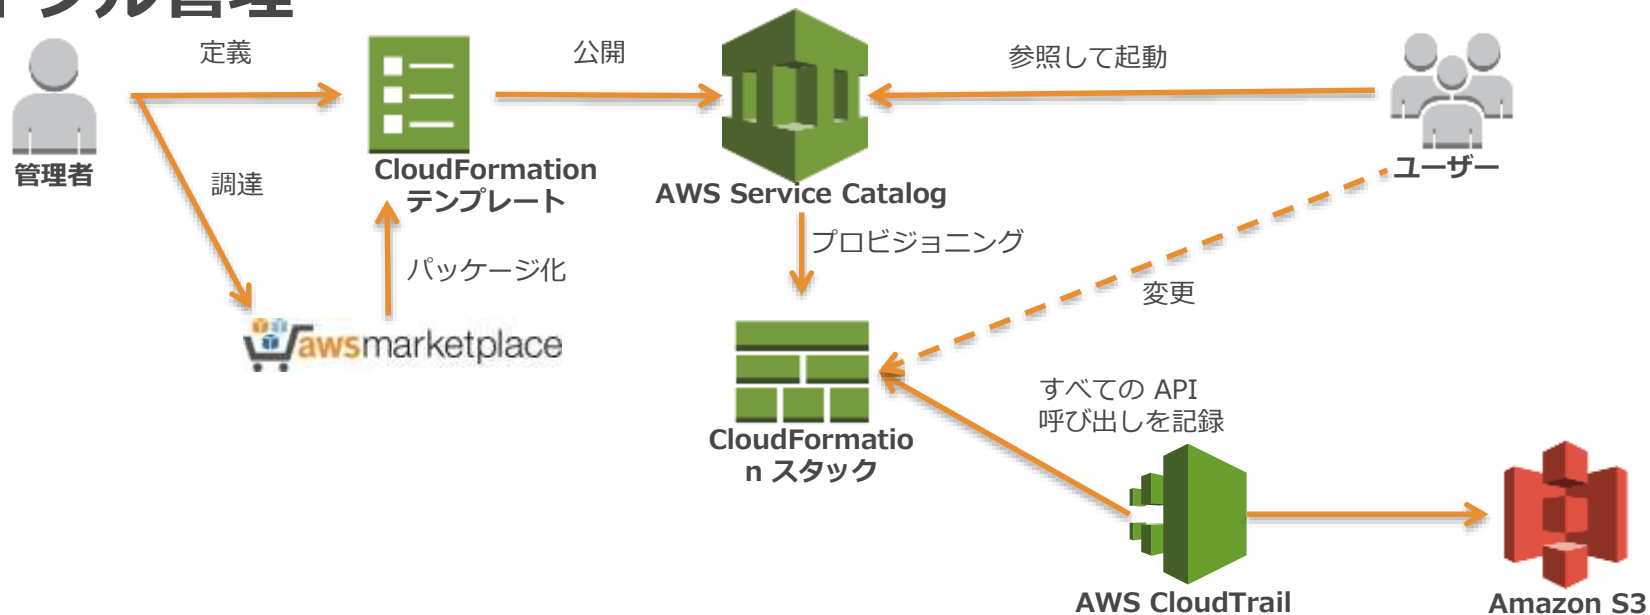 管理
定義
公開
参照して起動
管理者
調達
CloudFormation
テンプレート
AWS Service Catalog
ユーザー
パッケージ化
プロビジョニング
変更
awsmarketplace
CloudFormatio
n スタック
すべての API
呼び出しを記録
AWS CloudTrail
Amazon S3